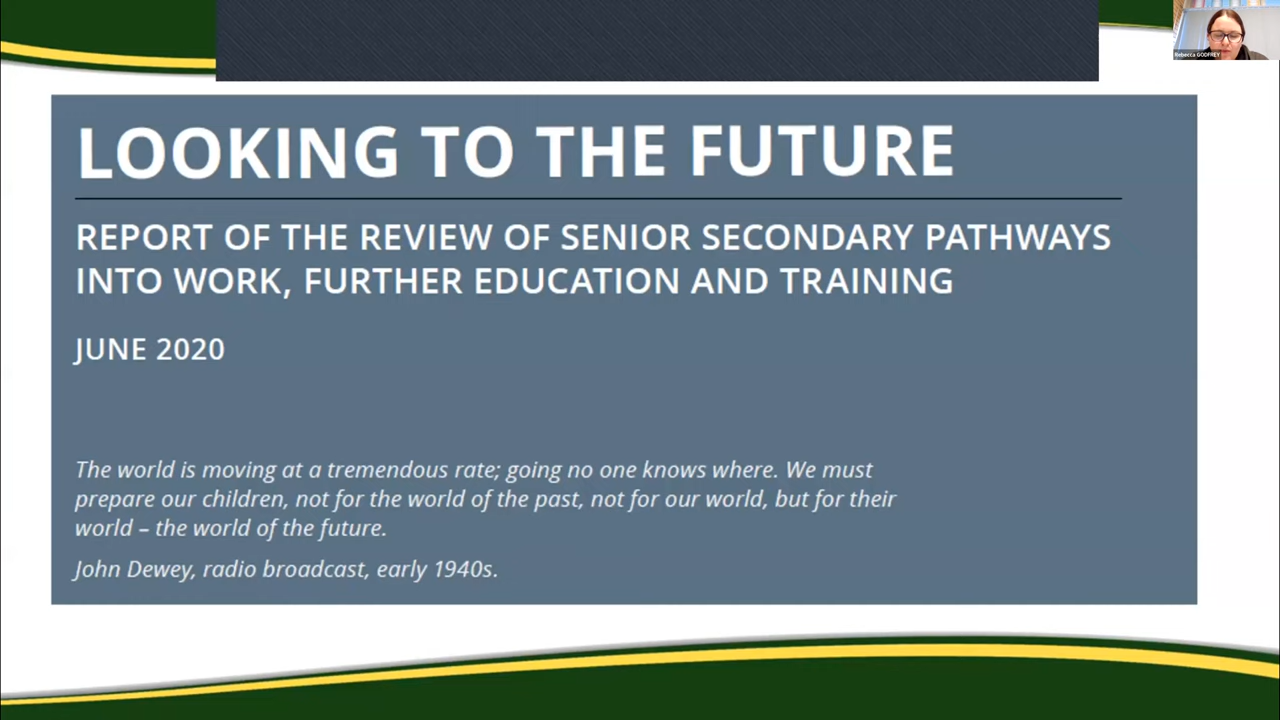 Rebecca GODFREY
LOOKING TO THE FUTURE
REPORT OF THE REVIEW OF SENIOR SECONDARY PATHWAYS
INTO WORK, FURTHER EDUCATION AND TRAINING
JUNE 2020
The world is moving at a tremendous rate; going no one knows where. We must
prepare our children, not for the world of the past, not for our world, but for their
world – the world of the future.
John Dewey, radio broadcast, early 1940s.